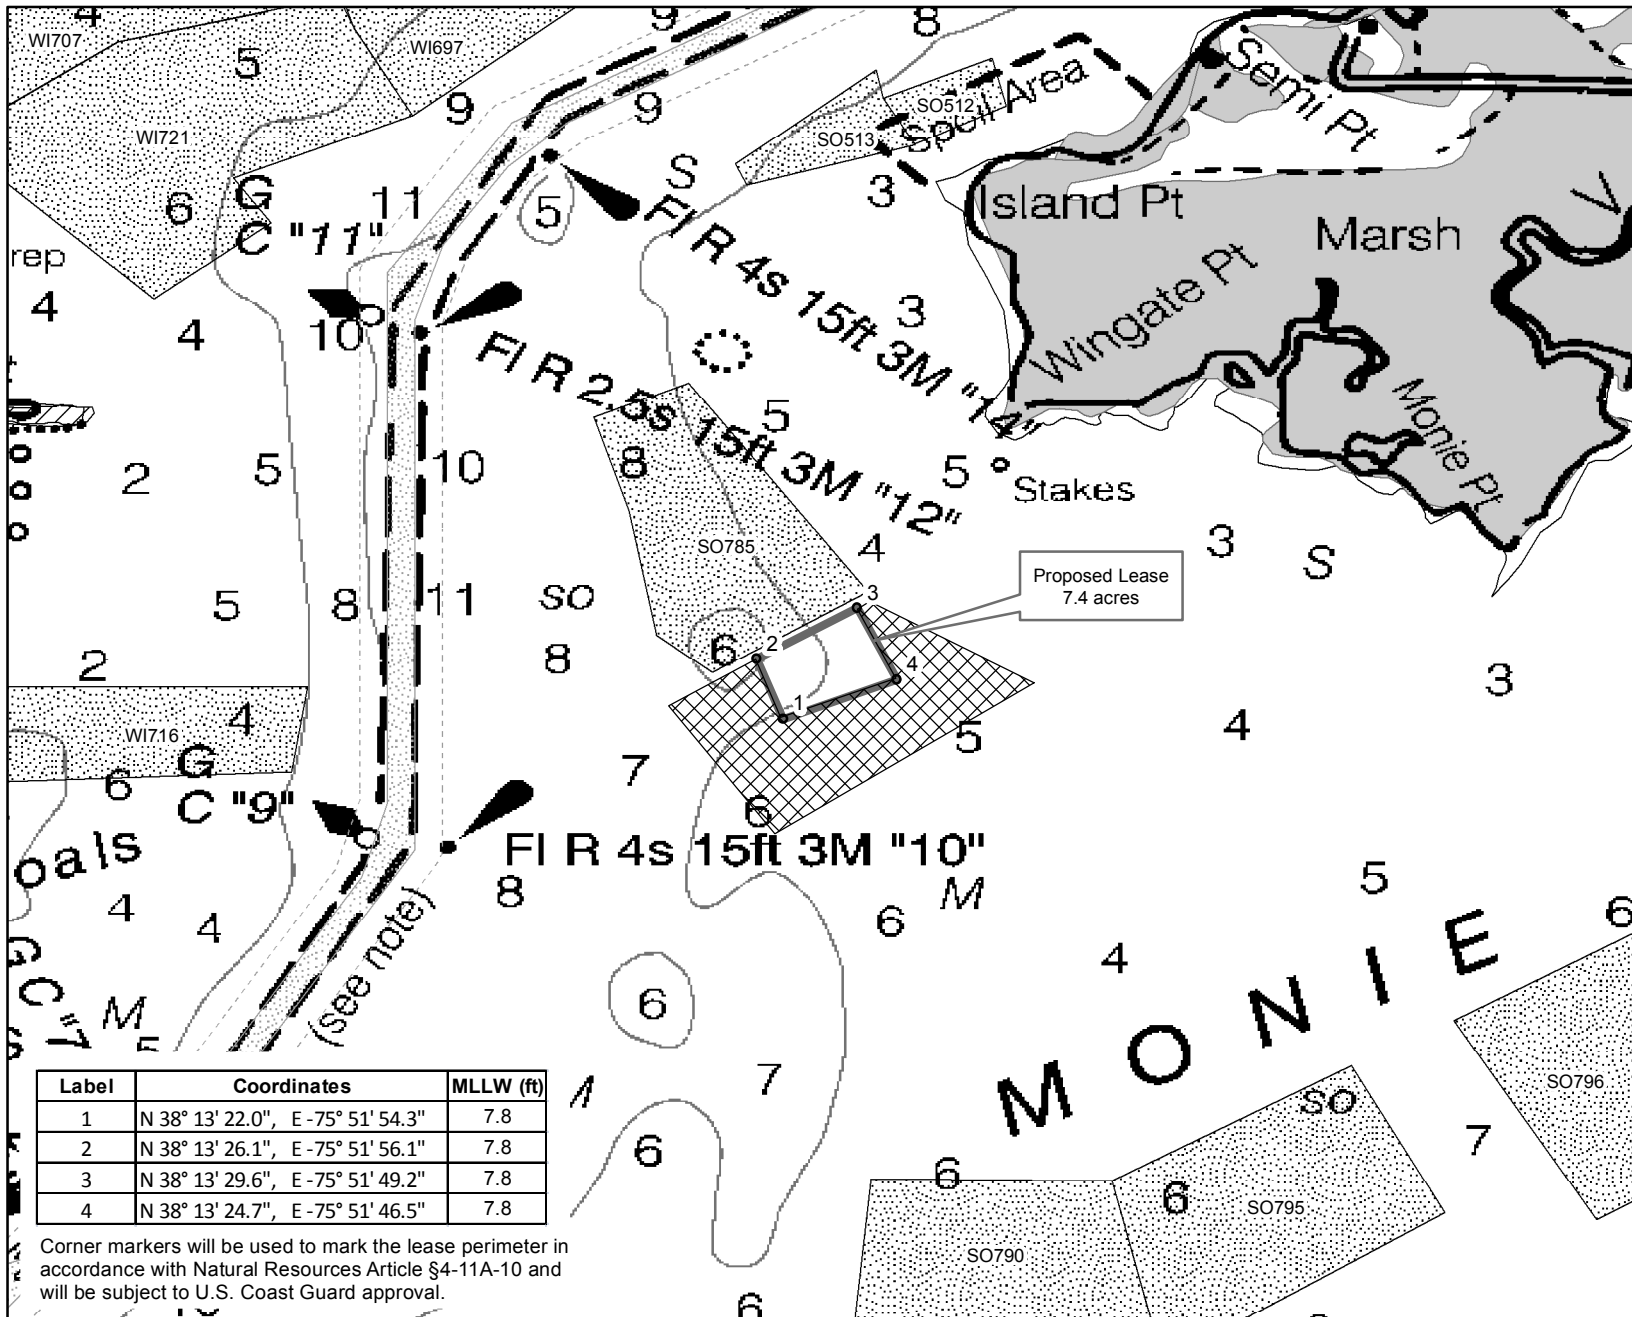 4
WI707
5
WI697
9
8
WI721
9
9
SO512
SO513
Spoil Area
Semi Pt
6
G
C "11"
11
5
S
3
Island Pt
Marsh
V
rep
4
4
10
Fl R 4s 15ft 3M "14"
3
Wingate Pt
Fl R 2.5s 15ft 3M "12"
Monie Pt
2
5
10
8
5
5
Stakes
SO785
4
3
S
Proposed Lease
7.4 acres
5
8
11
SO
8
6
2
3
1
4
2
3
WI716
4
G
C "9"
6
7
5
4
6
oals
Fl R 4s 15ft 3M "10"
8
M
6
5
6
4
4
(see note)
G C "7
M
5
6
4
MONIE
7
6
6
SO
SO796
7
6
SO795
SO790
6
Label Coordinates MLLW (ft)
1 N 38° 13' 22.0", E -75° 51' 54.3" 7.8
2 N 38° 13' 26.1", E -75° 51' 56.1" 7.8
3 N 38° 13' 29.6", E -75° 51' 49.2" 7.8
4 N 38° 13' 24.7", E -75° 51' 46.5" 7.8
Corner markers will be used to mark the lease perimeter in
accordance with Natural Resources Article §4-11A-10 and
will be subject to U.S. Coast Guard approval.
6